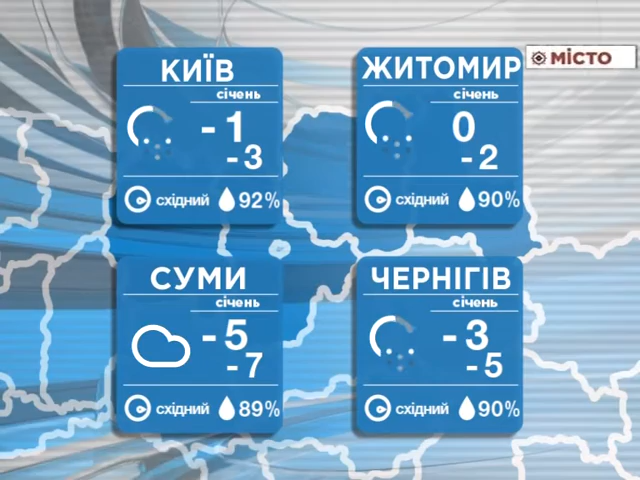 МІСТО
КИЇВ
січень
-1
-3
східний 92%
ЖИТОМИР
січень
0
-2
східний 90%
СУМИ
січень
-5
-7
східний 89%
ЧЕРНІГІВ
січень
-3
-5
східний 90%